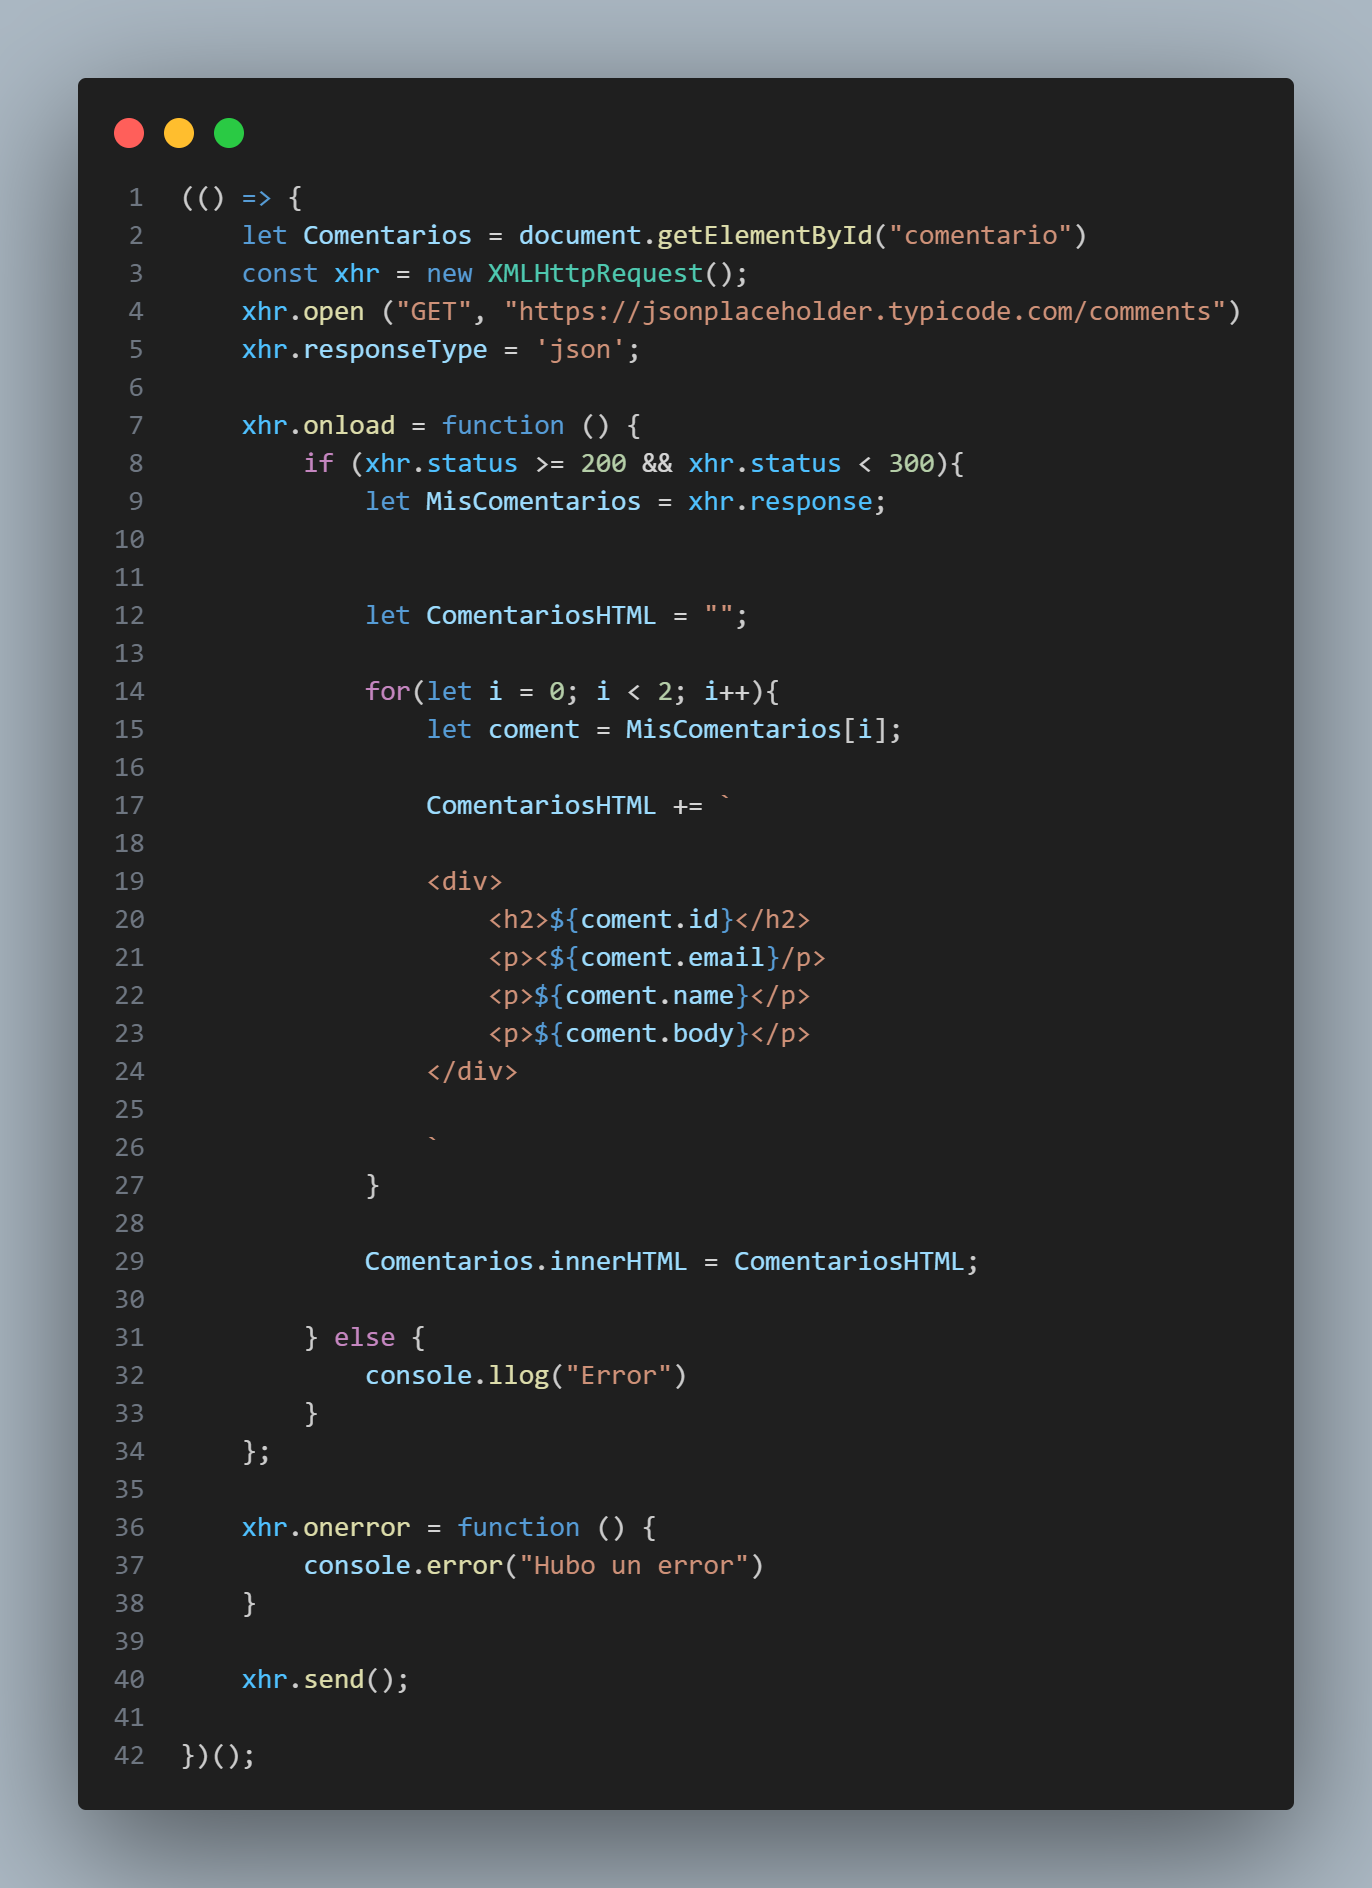 1 (() => {
2 let Comentarios = document.getElementById("comentario")
3 const xhr = new XMLHttpRequest();
4 xhr.open ("GET", "https://jsonplaceholder.typicode.com/comments")
5 xhr.responseType = 'json';
6
7 xhr.onload = function () {
8 if (xhr.status >= 200 && xhr.status < 300){
9 let MisComentarios = xhr.response;
10
11
12 let ComentariosHTML = "";
13
14 for(let i = 0; i < 2; i++){
15 let coment = MisComentarios[i];
16
17 ComentariosHTML += `
18
19 <div>
20 <h2>${coment.id}</h2>
21 <p><${coment.email}/p>
22 <p>${coment.name}</p>
23 <p>${coment.body}</p>
24 </div>
25
26 `
27 }
28
29 Comentarios.innerHTML = ComentariosHTML;
30
31 } else {
32 console.llog("Error")
33 }
34 };
35
36 xhr.onerror = function () {
37 console.error("Hubo un error")
38 }
39
40 xhr.send();
41
42 })();